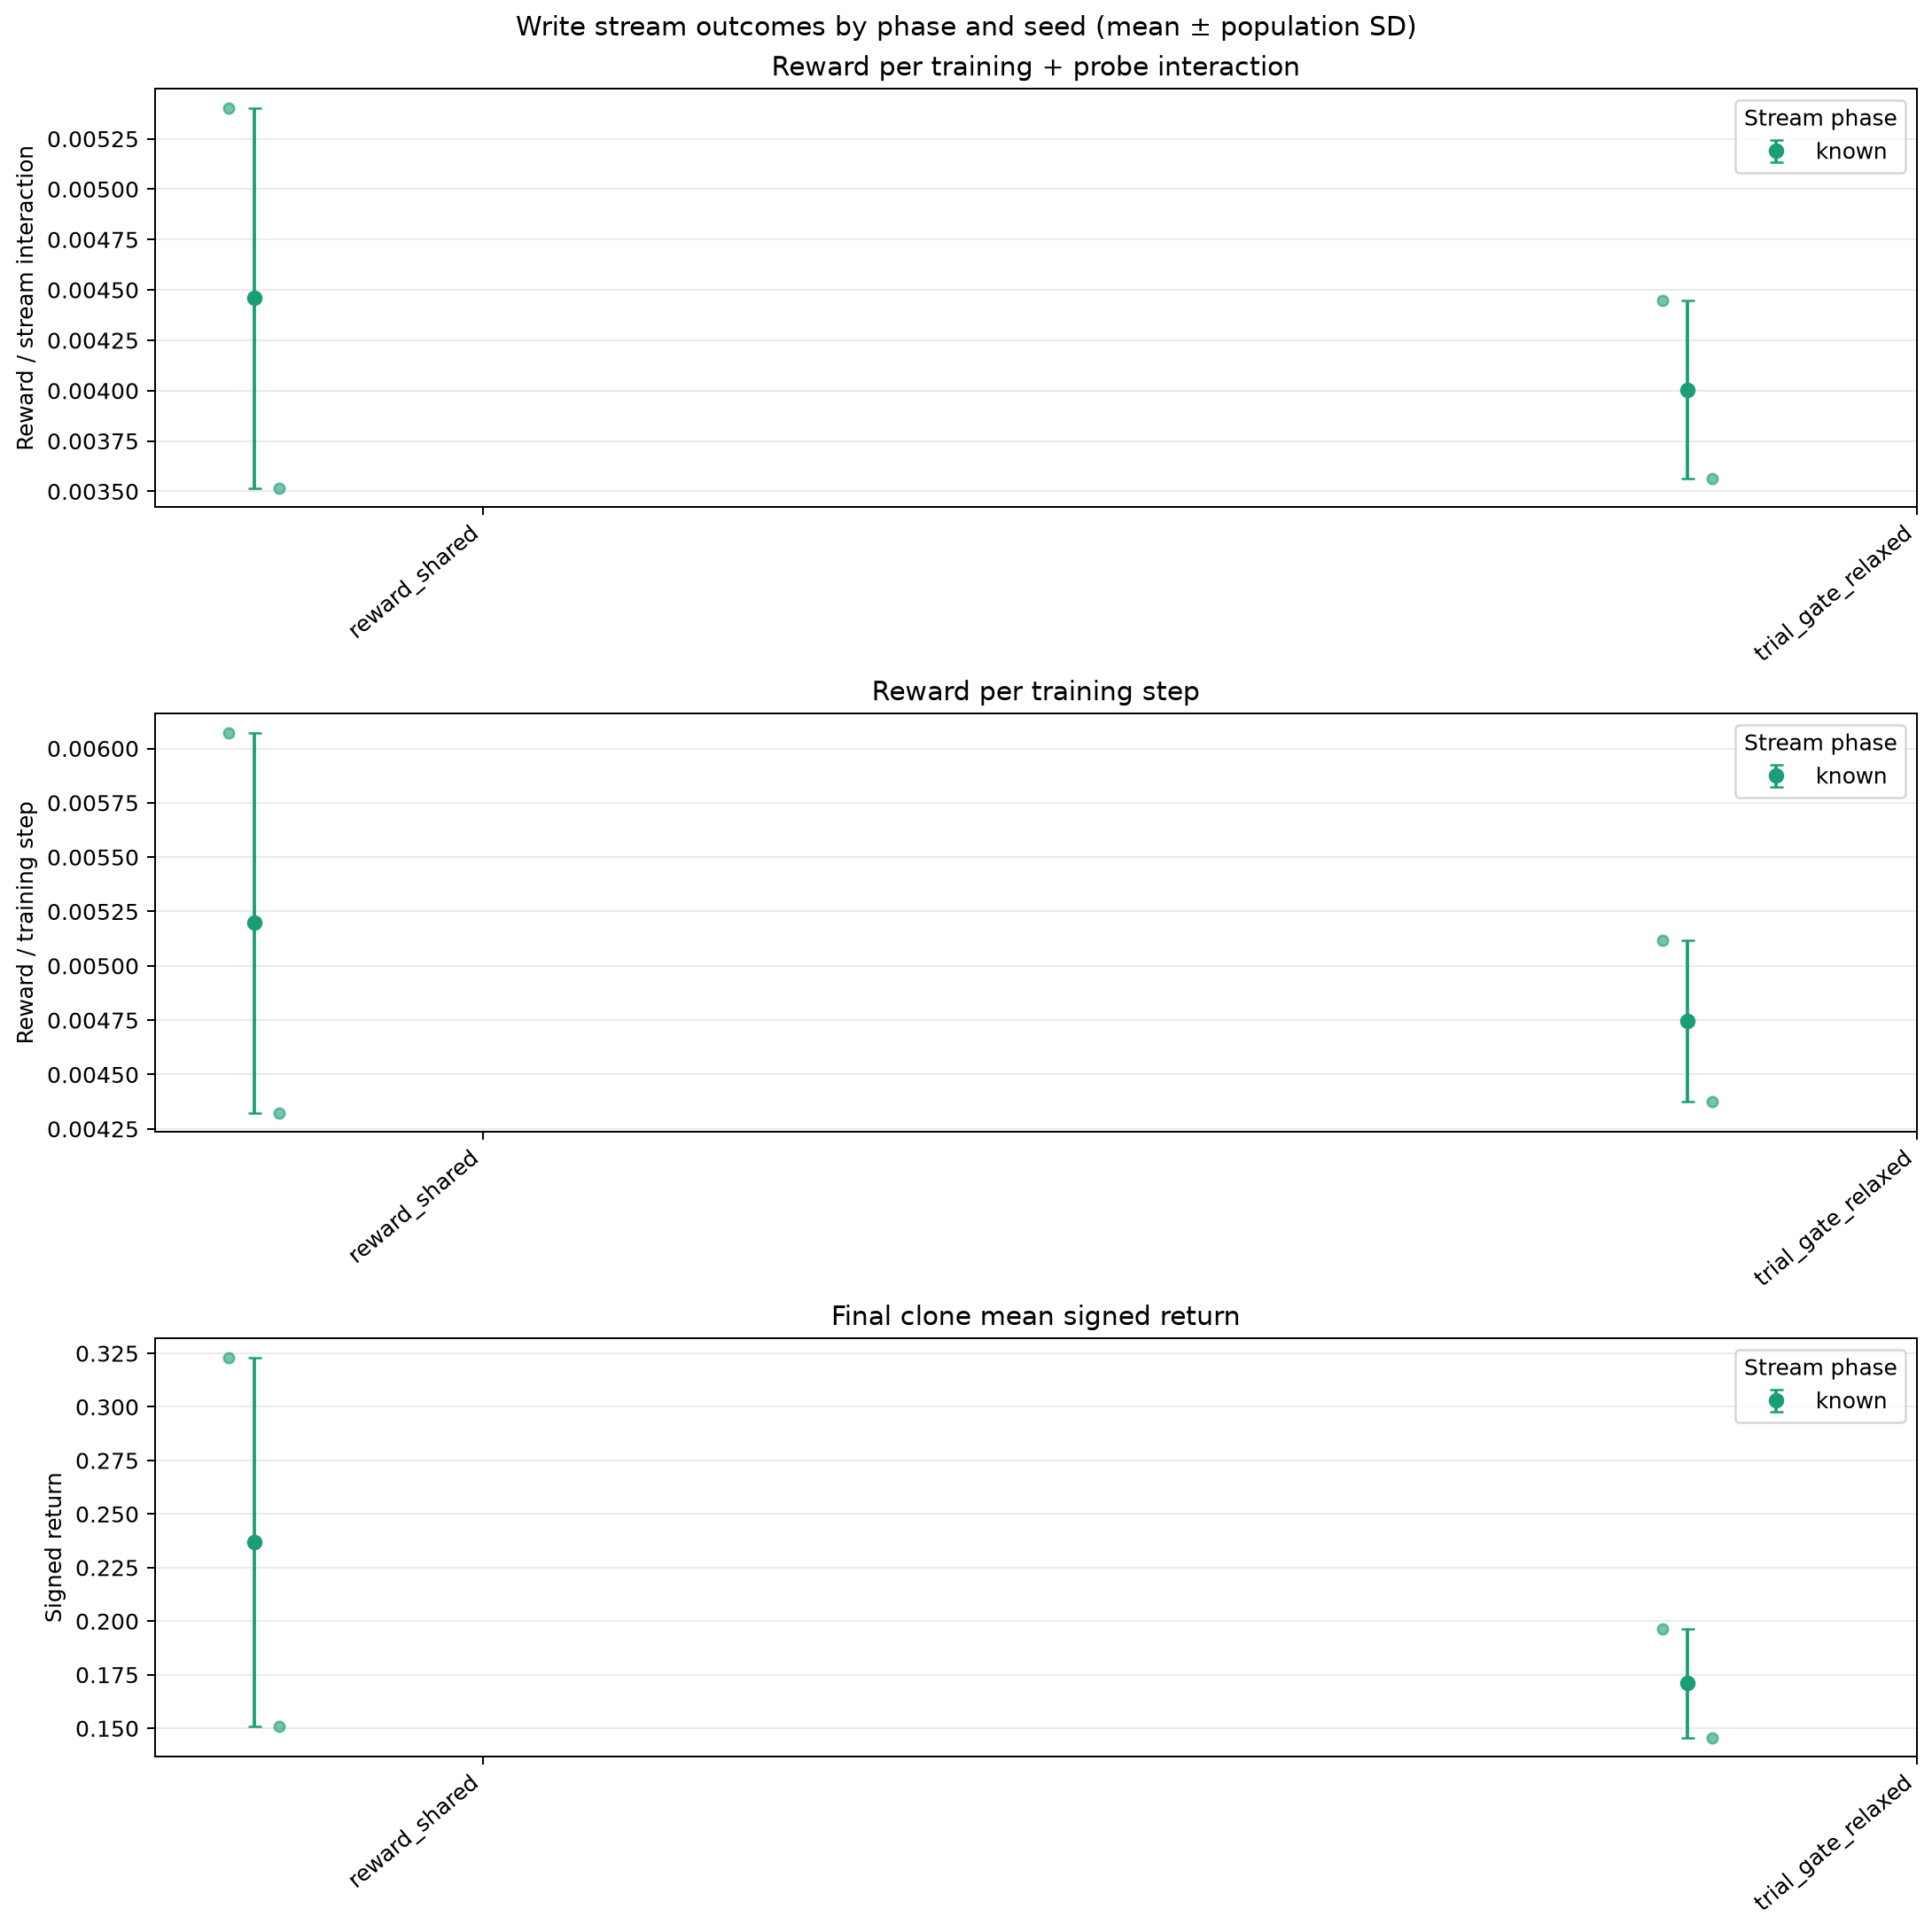 Write stream outcomes by phase and seed (mean ± population SD)
Reward per training + probe interaction
Reward / stream interaction
0.00525
0.00500
0.00475
0.00450
0.00425
0.00400
0.00375
0.00350
Stream phase
known
reward_shared
trial_gate_relaxed
Reward per training step
Reward / training step
0.00600
0.00575
0.00550
0.00525
0.00500
0.00475
0.00450
0.00425
Stream phase
known
reward_shared
trial_gate_relaxed
Final clone mean signed return
Signed return
0.325
0.300
0.275
0.250
0.225
0.200
0.175
0.150
Stream phase
known
reward_shared
trial_gate_relaxed